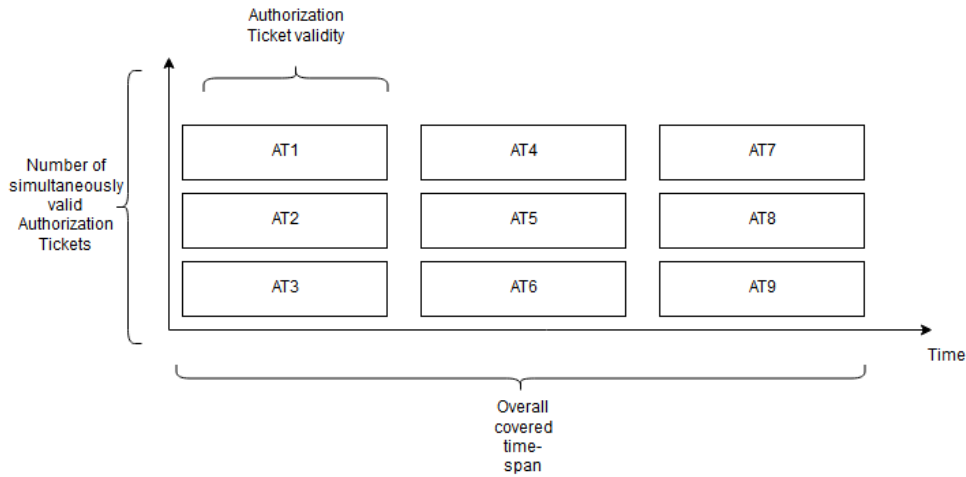 Authorization
Ticket validity
AT1
AT4
AT7
Number of
simultaneously
valid
Authorization
Tickets
AT2
AT5
AT8
AT3
AT6
AT9
Time
Overall
covered
time-
span